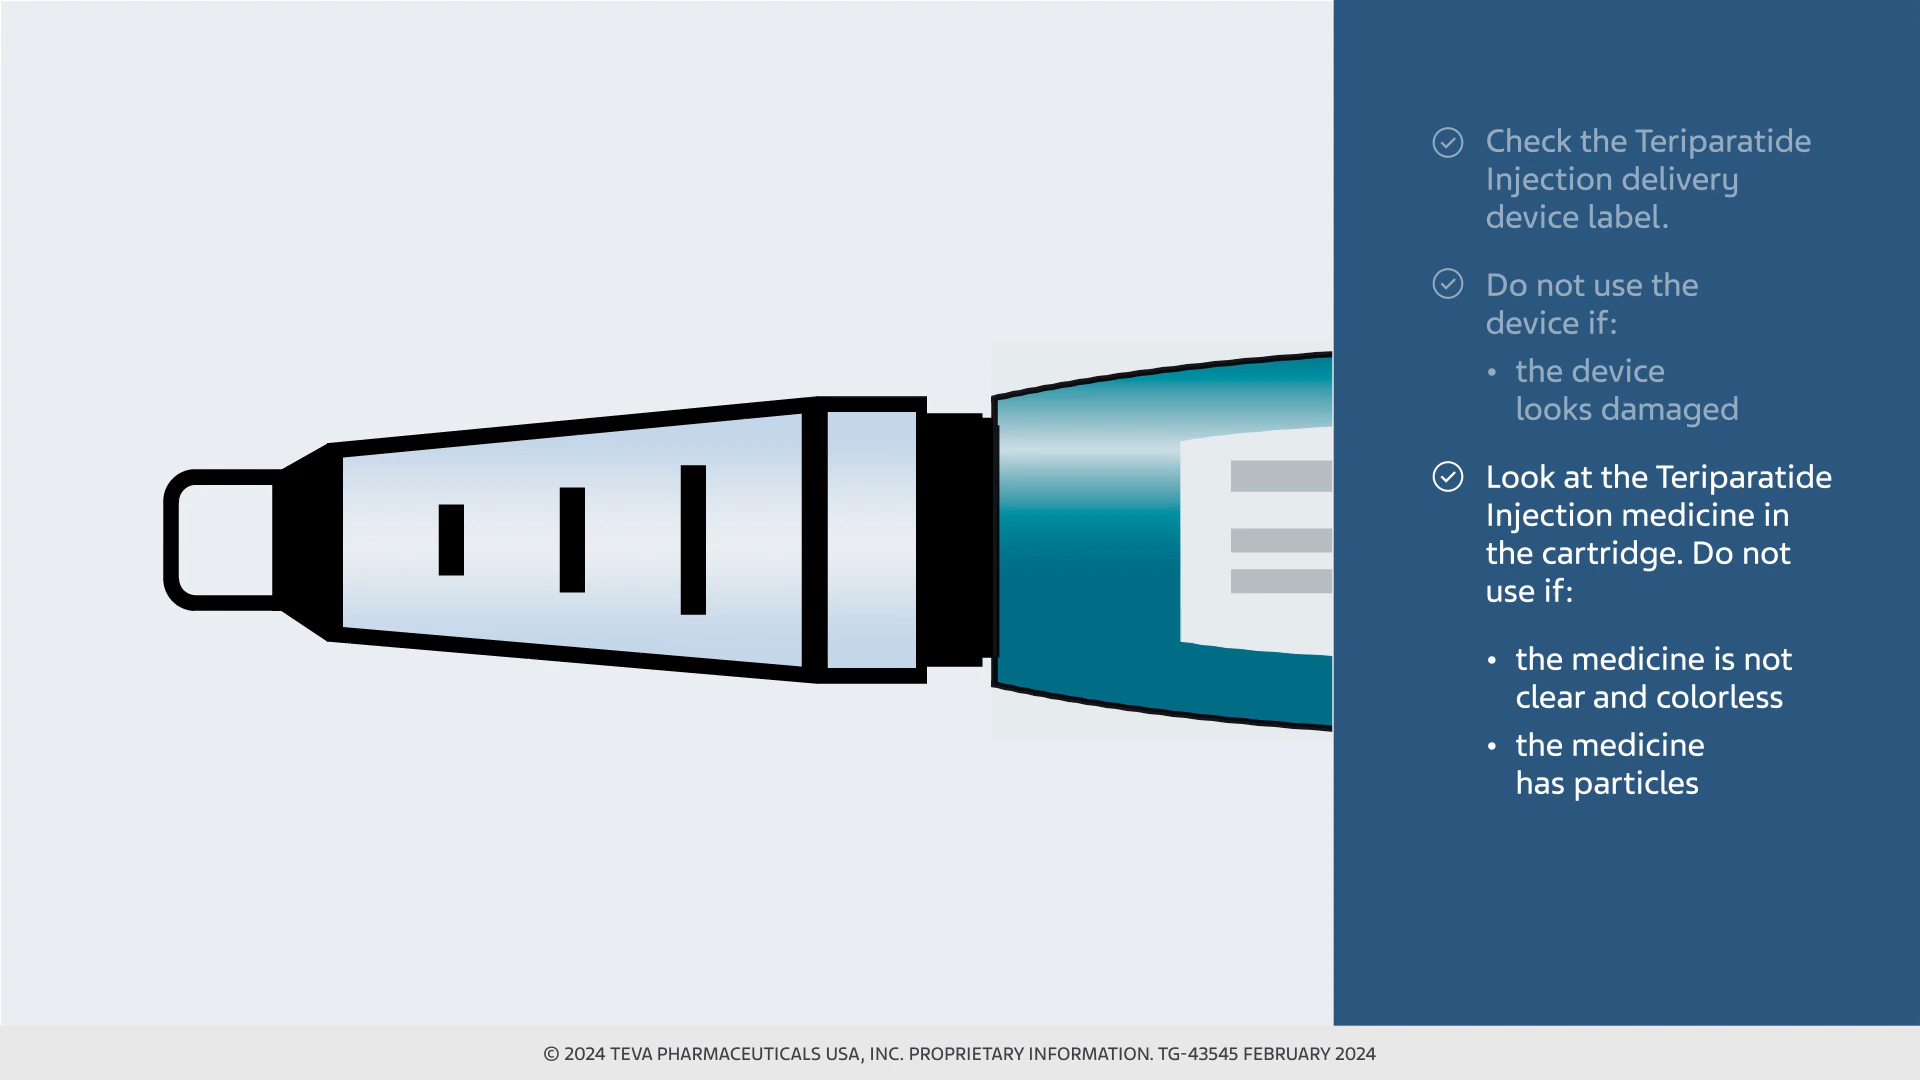 Check the Teriparatide
Injection delivery
device label.
Do not use the
device if:
• the device
looks damaged
Look at the Teriparatide
Injection medicine in
the cartridge. Do not
use if:
• the medicine is not
clear and colorless
• the medicine
has particles
© 2024 TEVA PHARMACEUTICALS USA, INC. PROPRIETARY INFORMATION. TG-43545 FEBRUARY 2024